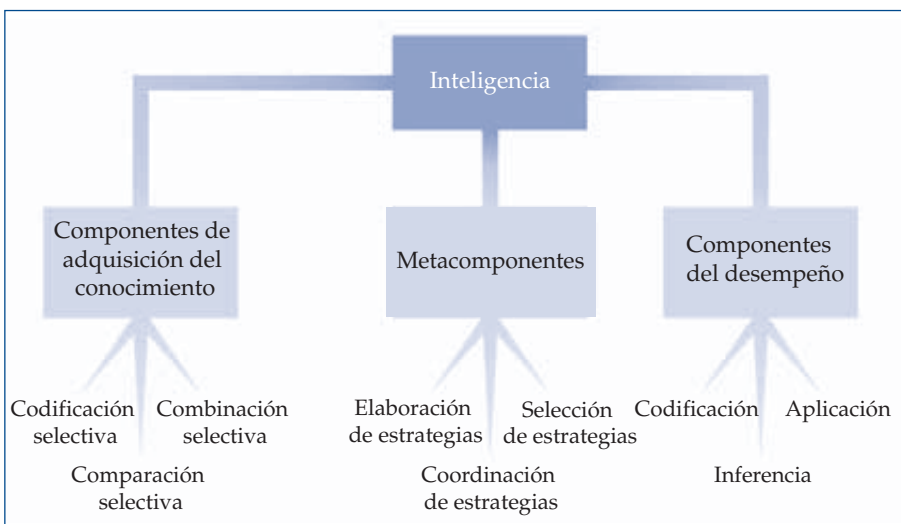 Inteligencia
Componentes de
adquisición del
conocimiento
Metacomponentes
Componentes
del desempeño
Codificación
selectiva
Combinación
selectiva
Comparación
selectiva
Elaboración
de estrategias
Selección
de estrategias
Coordinación
de estrategias
Codificación
Aplicación
Inferencia